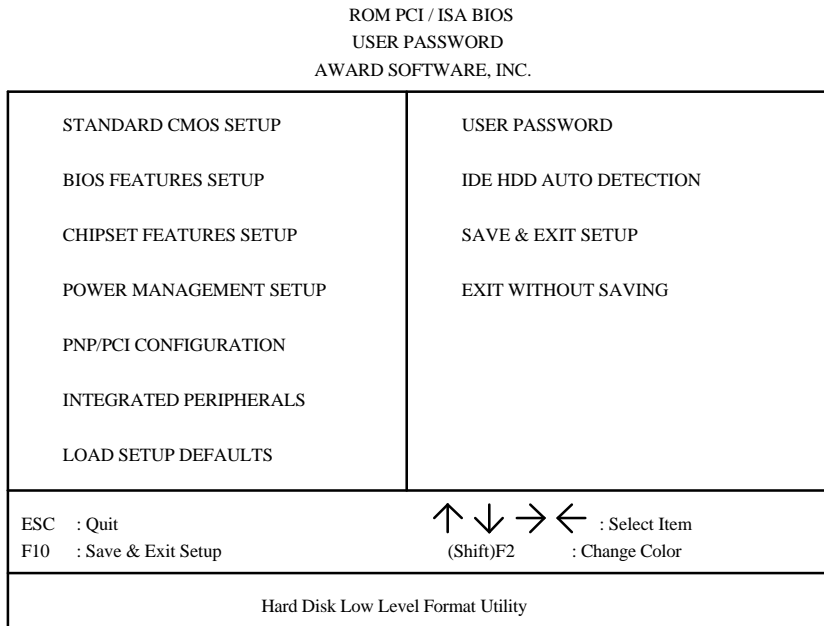 ROM PCI / ISA BIOS
USER PASSWORD
AWARD SOFTWARE, INC.
STANDARD CMOS SETUP
BIOS FEATURES SETUP
CHIPSET FEATURES SETUP
POWER MANAGEMENT SETUP
PNP/PCI CONFIGURATION
INTEGRATED PERIPHERALS
LOAD SETUP DEFAULTS
USER PASSWORD
IDE HDD AUTO DETECTION
SAVE & EXIT SETUP
EXIT WITHOUT SAVING
ESC : Quit
↑ ↓ → ← : Select Item
F10 : Save & Exit Setup
(Shift)F2 : Change Color
Hard Disk Low Level Format Utility